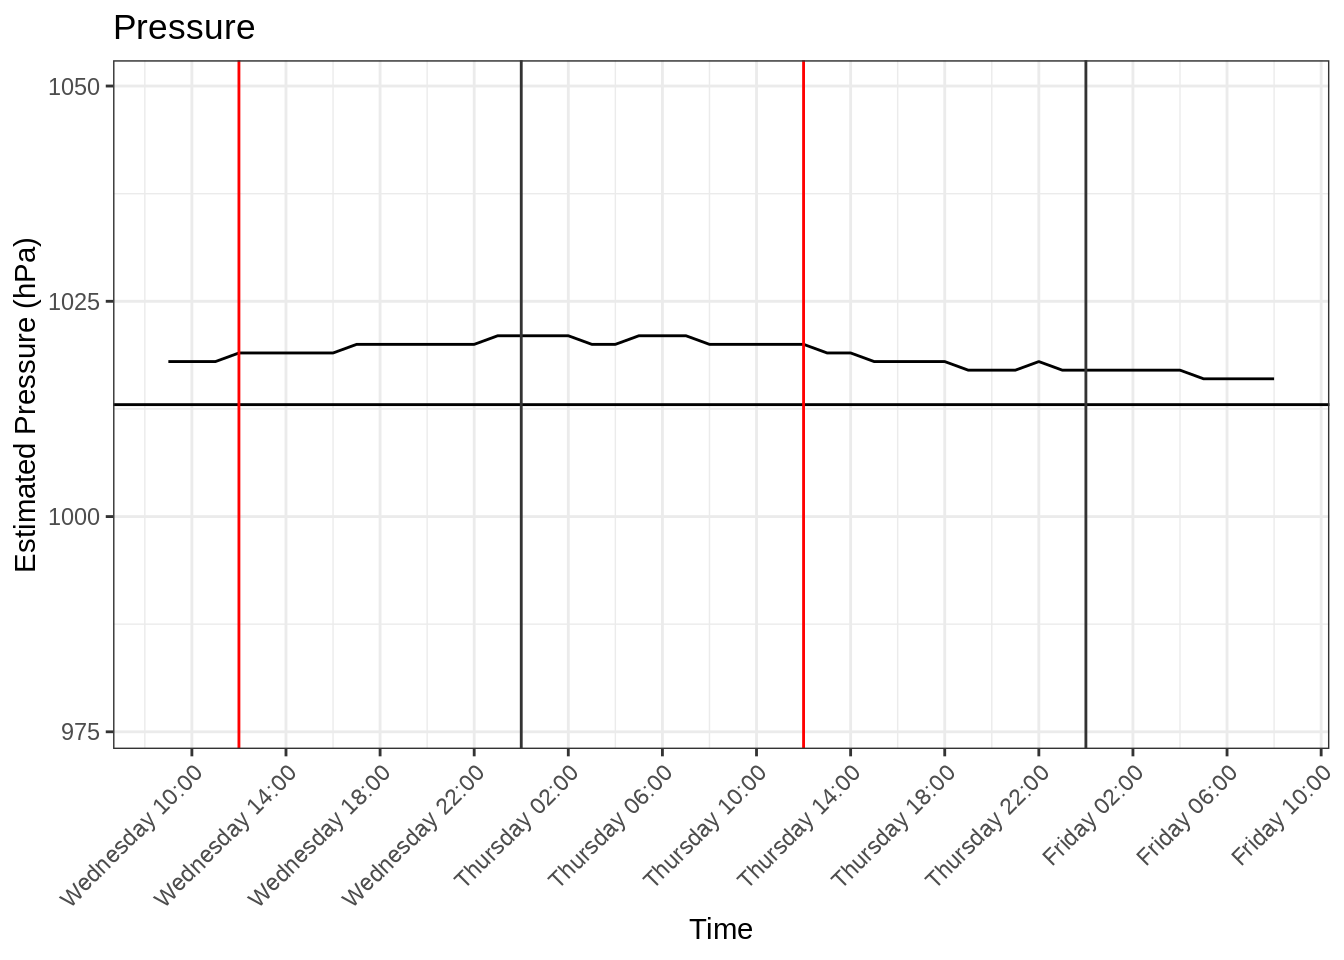 Pressure
Estimated Pressure (hPa)
1050
1025
1000
975
Wednesday 10:00
Wednesday 14:00
Wednesday 18:00
Wednesday 22:00
Thursday 02:00
Thursday 06:00
Thursday 10:00
Thursday 14:00
Thursday 18:00
Thursday 22:00
Friday 02:00
Friday 06:00
Friday 10:00
Time